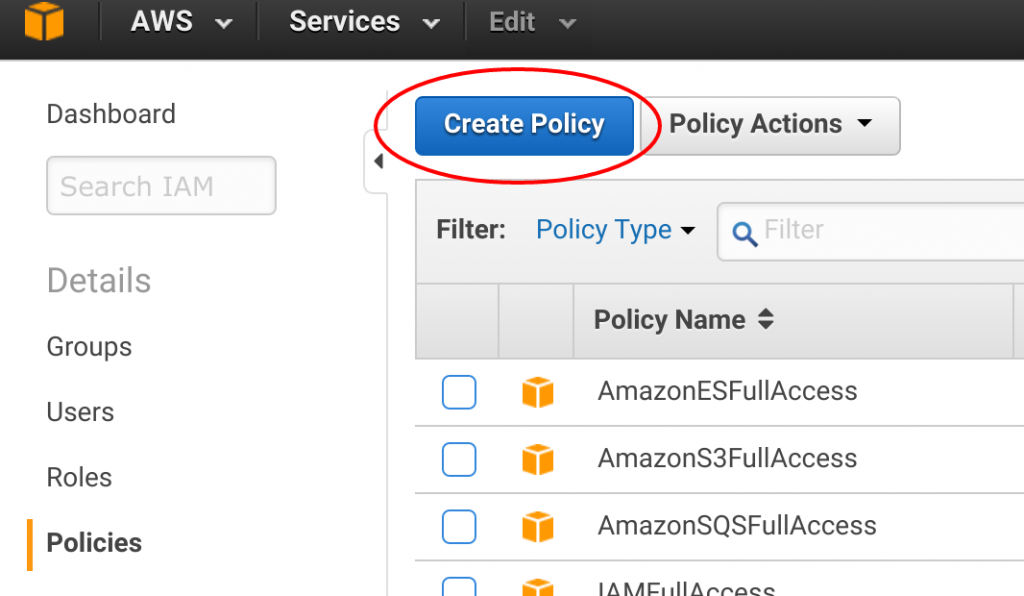 AWS Services Edit
Dashboard
Create Policy
Policy Actions
Search IAM
Filter: Policy Type
Filter
Details
Policy Name
Groups
AmazonESFullAccess
Users
AmazonS3FullAccess
Roles
AmazonSQSFullAccess
Policies
IAMFullAccess